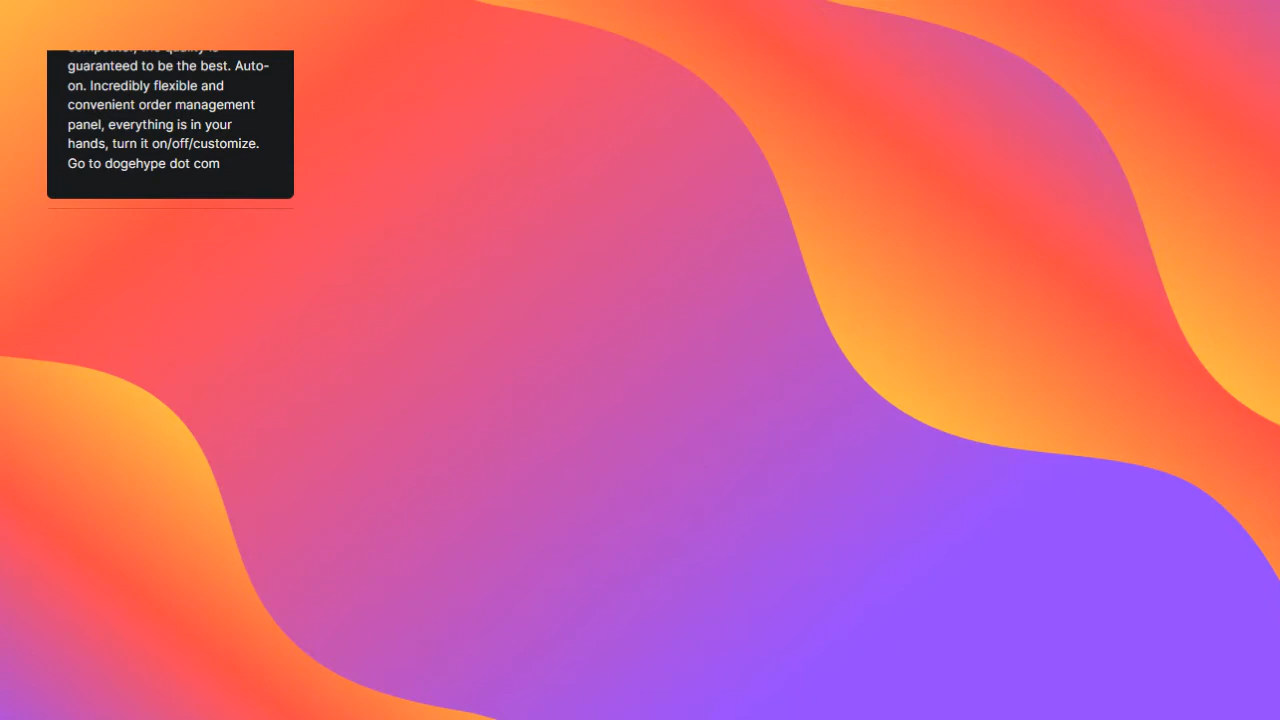 guaranteed to be the best. Auto-
on. Incredibly flexible and
convenient order management
panel, everything is in your
hands, turn it on/off/customize.
Go to dogehype dot com